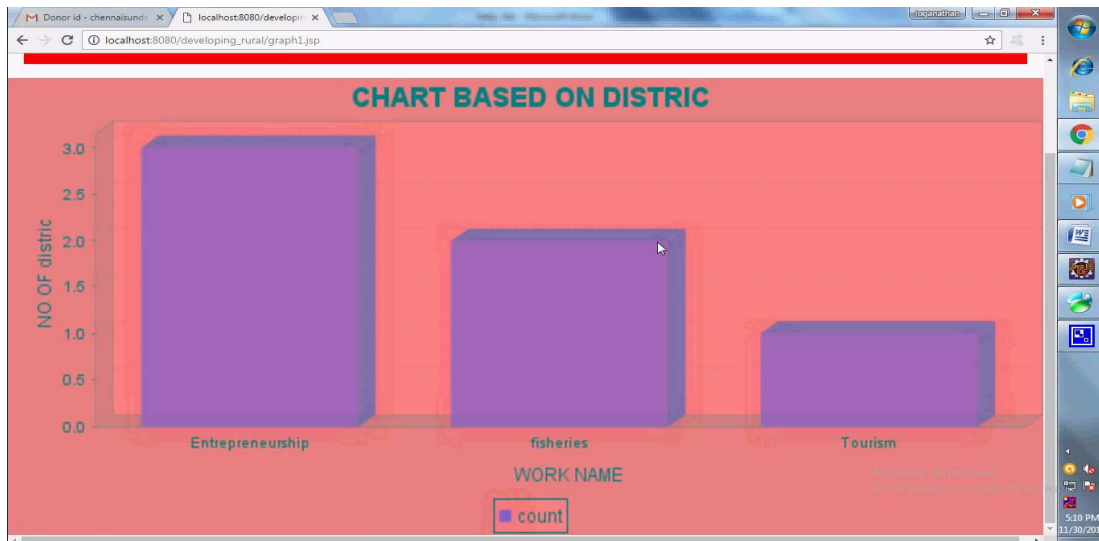 Donor id - chennaisunda
localhost:8080/developin
loganathan
localhost:8080/developing_rural/graph1.jsp
CHART BASED ON DISTRIC
3.0
2.5
2.0
1.5
1.0
0.5
0.0
NO OF distric
Entrepreneurship
fisheries
Tourism
WORK NAME
count
5:10 PM
11/30/201